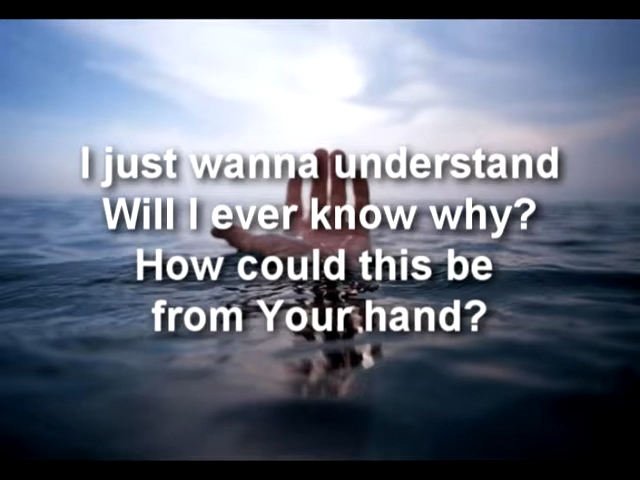 I just wanna understand
Will I ever know why?
How could this be
from Your hand?